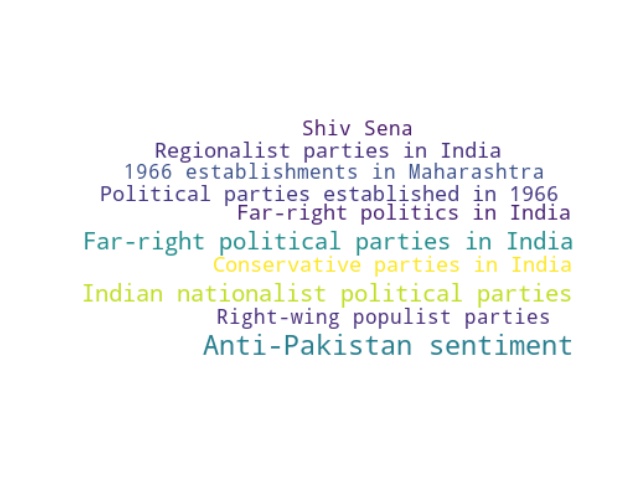 Shiv Sena
Regionalist parties in India
1966 establishments in Maharashtra
Political parties established in 1966
Far-right politics in India
Far-right political parties in India
Conservative parties in India
Indian nationalist political parties
Right-wing populist parties
Anti-Pakistan sentiment